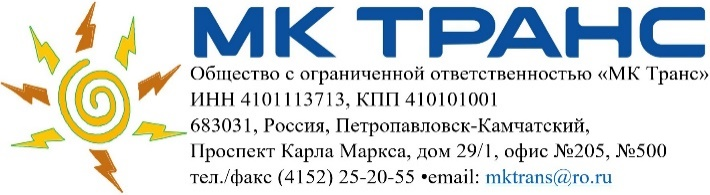 МК ТРАНС
Общество с ограниченной ответственностью «МК Транс»
ИНН 4101113713, КПП 410101001
683031, Россия, Петропавловск-Камчатский,
Проспект Карла Маркса, дом 29/1, офис №205, №500
тел./факс (4152) 25-20-55 •email: mktrans@ro.ru